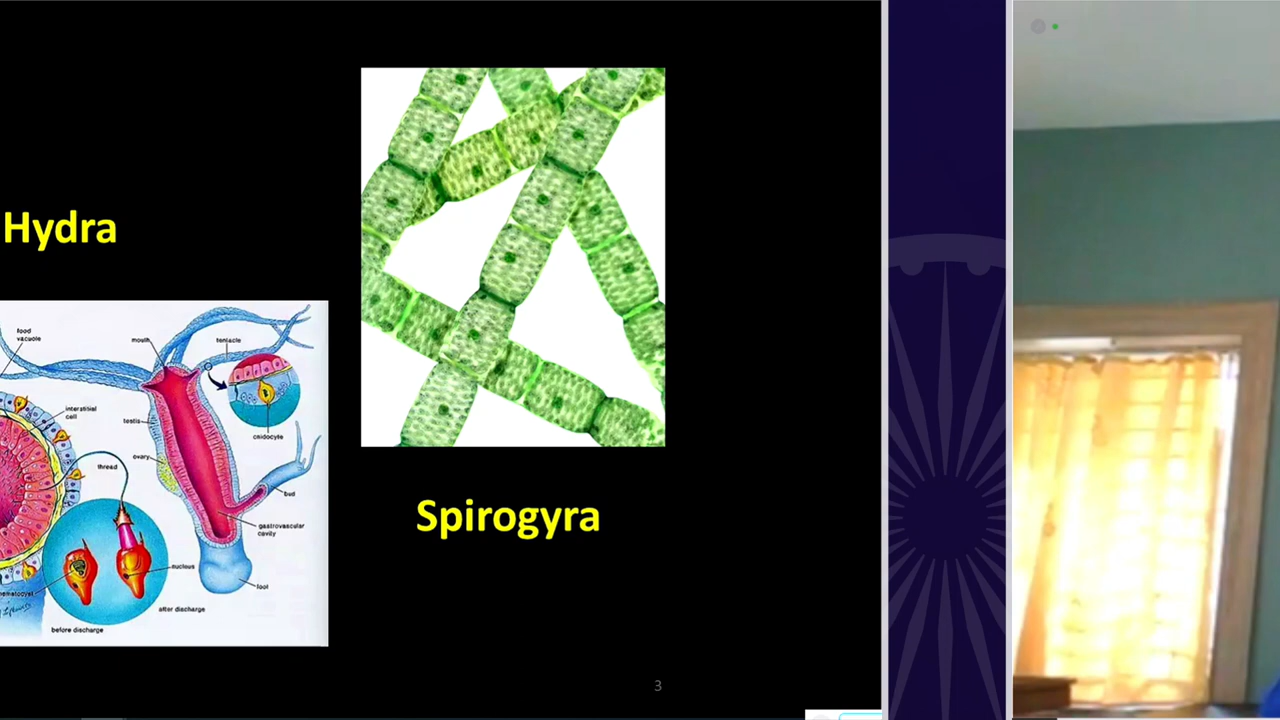 Hydra
food
vacuole
mouth
tentacle
interstitial
cell
testis
cnidocyte
ovary
thread
bud
gastrovascular
cavity
nucleus
foot
after discharge
before discharge
Spirogyra
3